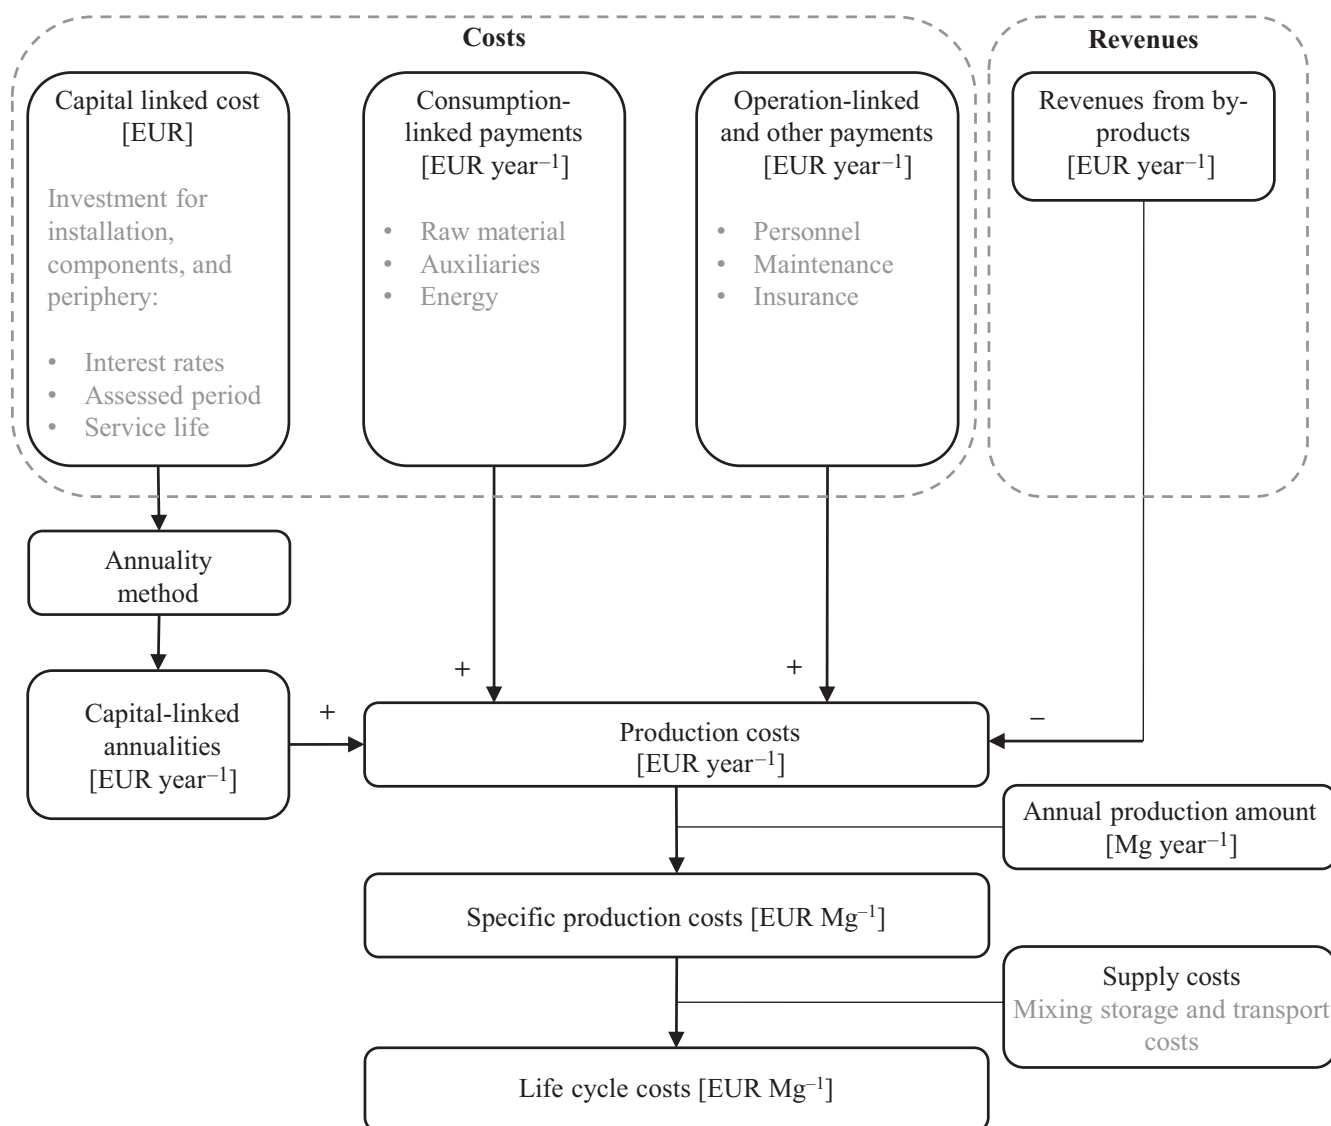 Costs
Revenues
Capital linked cost
[EUR]
Investment for
installation,
components, and
periphery:
• Interest rates
• Assessed period
• Service life
Consumption-
linked payments
[EUR year⁻¹]
• Raw material
• Auxiliaries
• Energy
Operation-linked
and other payments
[EUR year⁻¹]
• Personnel
• Maintenance
• Insurance
Revenues from by-
products
[EUR year⁻¹]
Annuality
method
Capital-linked
annualities
[EUR year⁻¹]
+
+
+
−
Production costs
[EUR year⁻¹]
Annual production amount
[Mg year⁻¹]
Specific production costs [EUR Mg⁻¹]
Supply costs
Mixing storage and transport
costs
Life cycle costs [EUR Mg⁻¹]